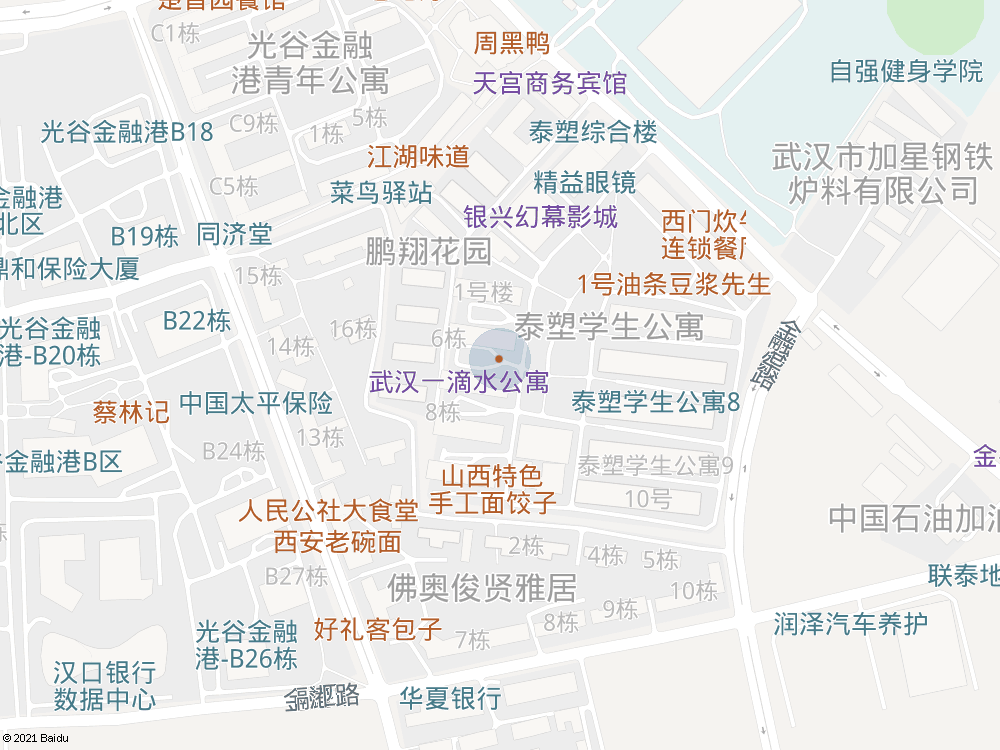 楚香园餐馆
C1栋
光谷金融
港青年公寓
周黑鸭
天宫商务宾馆
自强健身学院
光谷金融港B18
C9栋
1栋
5栋
泰塑综合楼
江湖味道
武汉市加星钢铁
炉料有限公司
C5栋
菜鸟驿站
精益眼镜
金融港
北区
银兴幻幕影城
西门炊牛
连锁餐厅
B19栋
同济堂
鹏翔花园
鼎和保险大厦
15栋
1号楼
1号油条豆浆先生
光谷金融
港-B20栋
B22栋
16栋
14栋
6栋
泰塑学生公寓
金融港路
武汉一滴水公寓
蔡林记
中国太平保险
8栋
泰塑学生公寓8
13栋
B24栋
金融港B区
泰塑学生公寓9
山西特色
手工面饺子
10号
人民公社大食堂
西安老碗面
中国石油加油
2栋
4栋
5栋
B27栋
佛奥俊贤雅居
10栋
联泰地
9栋
8栋
7栋
光谷金融
港-B26栋
好礼客包子
润泽汽车养护
汉口银行
数据中心
华夏银行
© 2021 Baidu